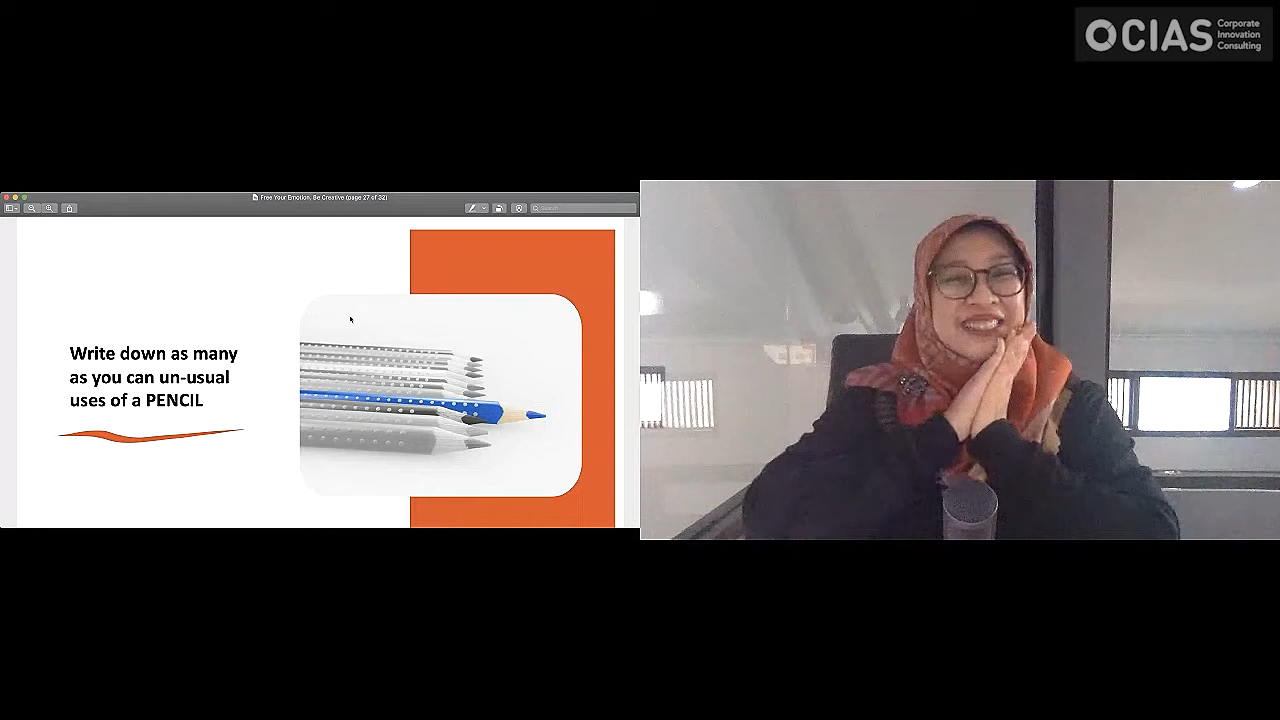 OCIAS
Corporate
Innovation
Consulting
Free Your Emotion, Be Creative (page 27 of 32)
Search
Write down as many
as you can un-usual
uses of a PENCIL